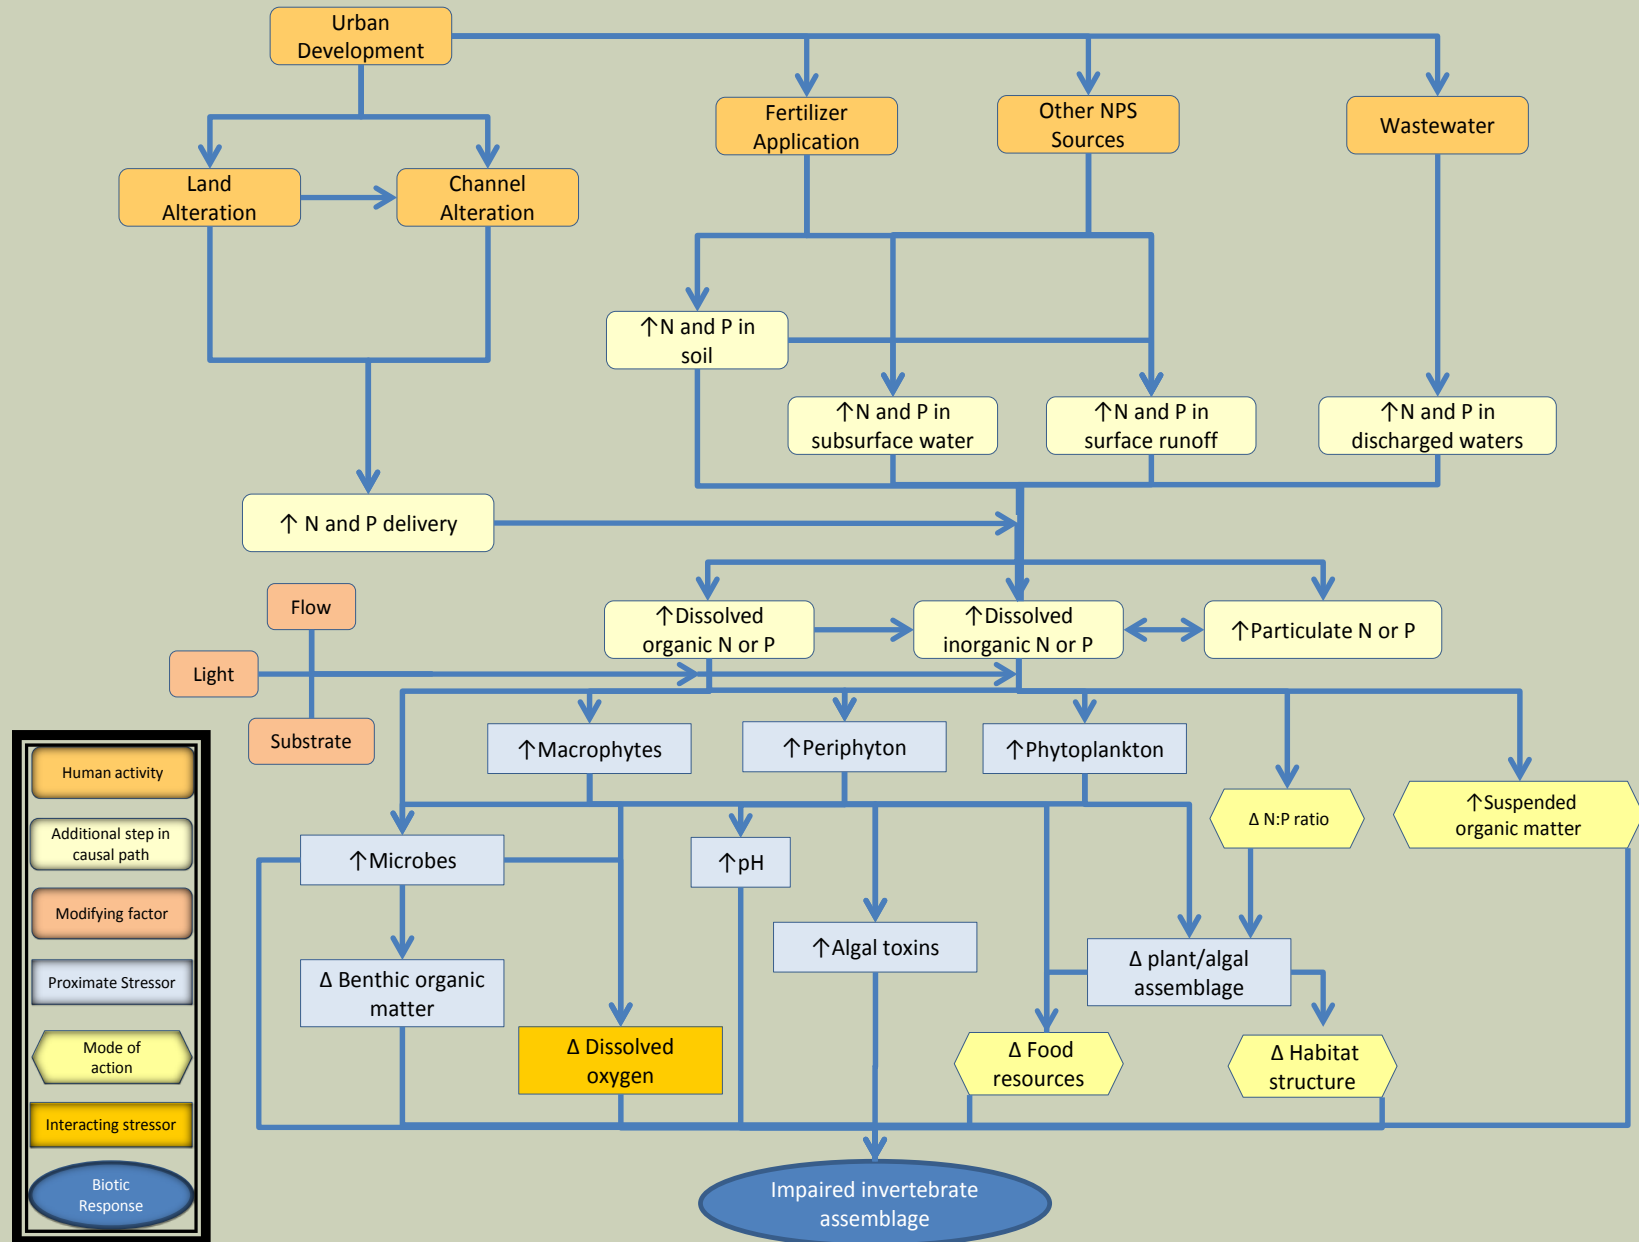 Urban
Development
Fertilizer
Application
Other NPS
Sources
Wastewater
Land
Alteration
Channel
Alteration
↑N and P in
soil
↑N and P in
subsurface water
↑N and P in
surface runoff
↑N and P in
discharged waters
↑ N and P delivery
Flow
Light
Substrate
↑Dissolved
organic N or P
↑Dissolved
inorganic N or P
↑Particulate N or P
↑Macrophytes
↑Periphyton
↑Phytoplankton
Δ N:P ratio
↑Suspended
organic matter
↑Microbes
↑pH
↑Algal toxins
Δ plant/algal
assemblage
Δ Benthic organic
matter
Δ Dissolved
oxygen
Δ Food
resources
Δ Habitat
structure
Impaired invertebrate
assemblage
Human activity
Additional step in
causal path
Modifying factor
Proximate Stressor
Mode of
action
Interacting stressor
Biotic
Response